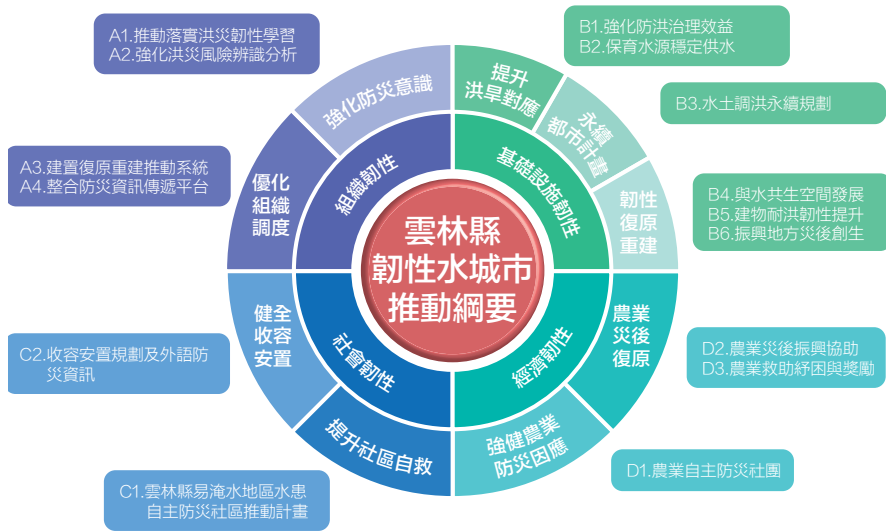 A1.推動落實洪災韌性學習
A2.強化洪災風險辨識分析
B1.強化防洪治理效益
B2.保育水源穩定供水
B3.水土調洪永續規劃
A3.建置復原重建推動系統
A4.整合防災資訊傳遞平台
B4.與水共生空間發展
B5.建物耐洪韌性提升
B6.振興地方災後創生
C2.收容安置規劃及外語防
災資訊
D2.農業災後振興協助
D3.農業救助紓困與獎勵
C1.雲林縣易淹水地區水患
自主防災社區推動計畫
D1.農業自主防災社團
強化防災意識
提升
洪旱對應
永續
都市計畫
優化
組織
調度
韌性
復原
重建
組織韌性
基礎設施韌性
雲林縣
韌性水城市
推動綱要
健全
收容
安置
社會韌性
經濟韌性
農業
災後
復原
提升社區自救
強健農業
防災因應